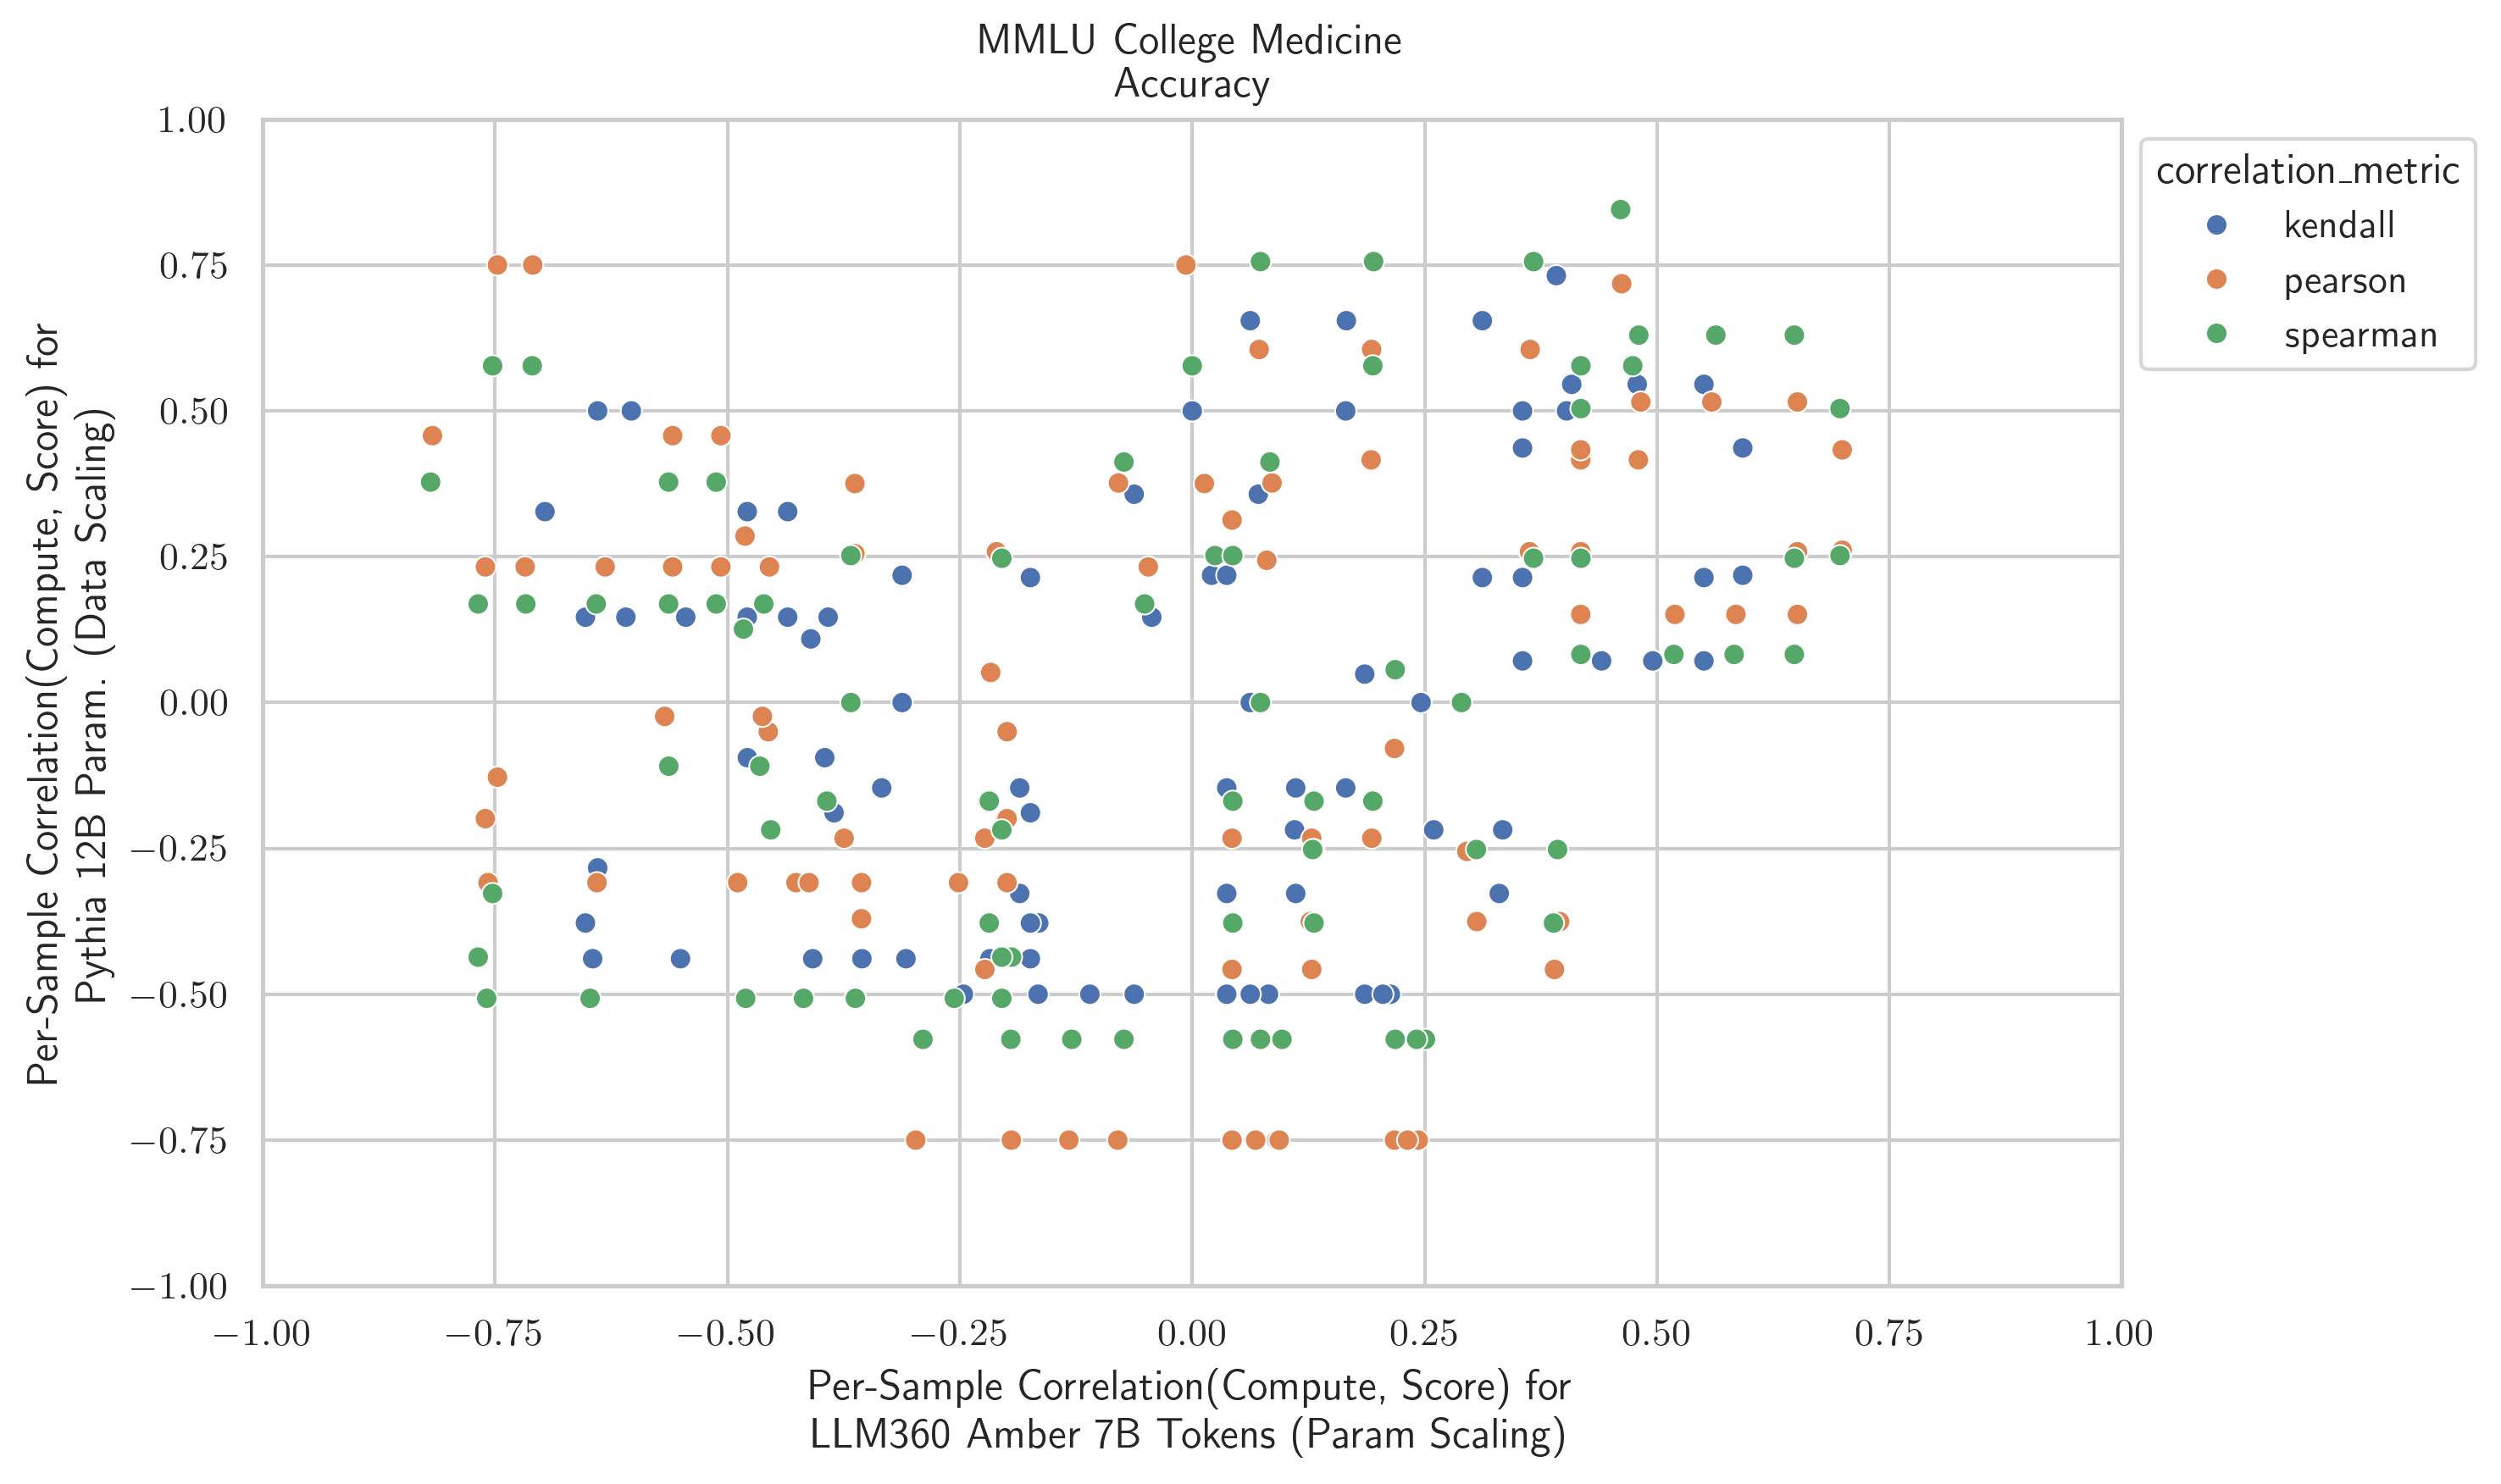 MMLU College Medicine
Accuracy
1.00
0.75
0.50
0.25
0.00
−0.25
−0.50
−0.75
−1.00
Per-Sample Correlation(Compute, Score) for
Pythia 12B Param. (Data Scaling)
−1.00
−0.75
−0.50
−0.25
0.00
0.25
0.50
0.75
1.00
Per-Sample Correlation(Compute, Score) for
LLM360 Amber 7B Tokens (Param Scaling)
correlation_metric
kendall
pearson
spearman